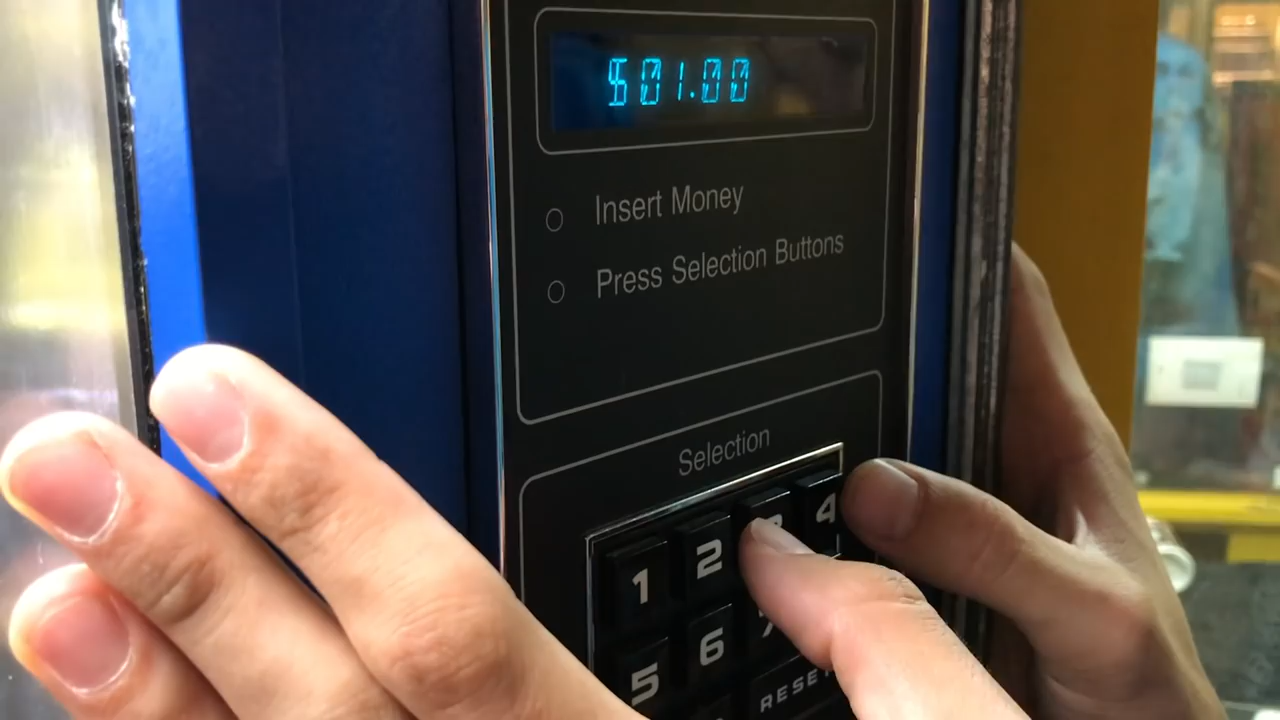 $01.00
Insert Money
Press Selection Buttons
Selection
1 2 3 4
5 6 7
RESET